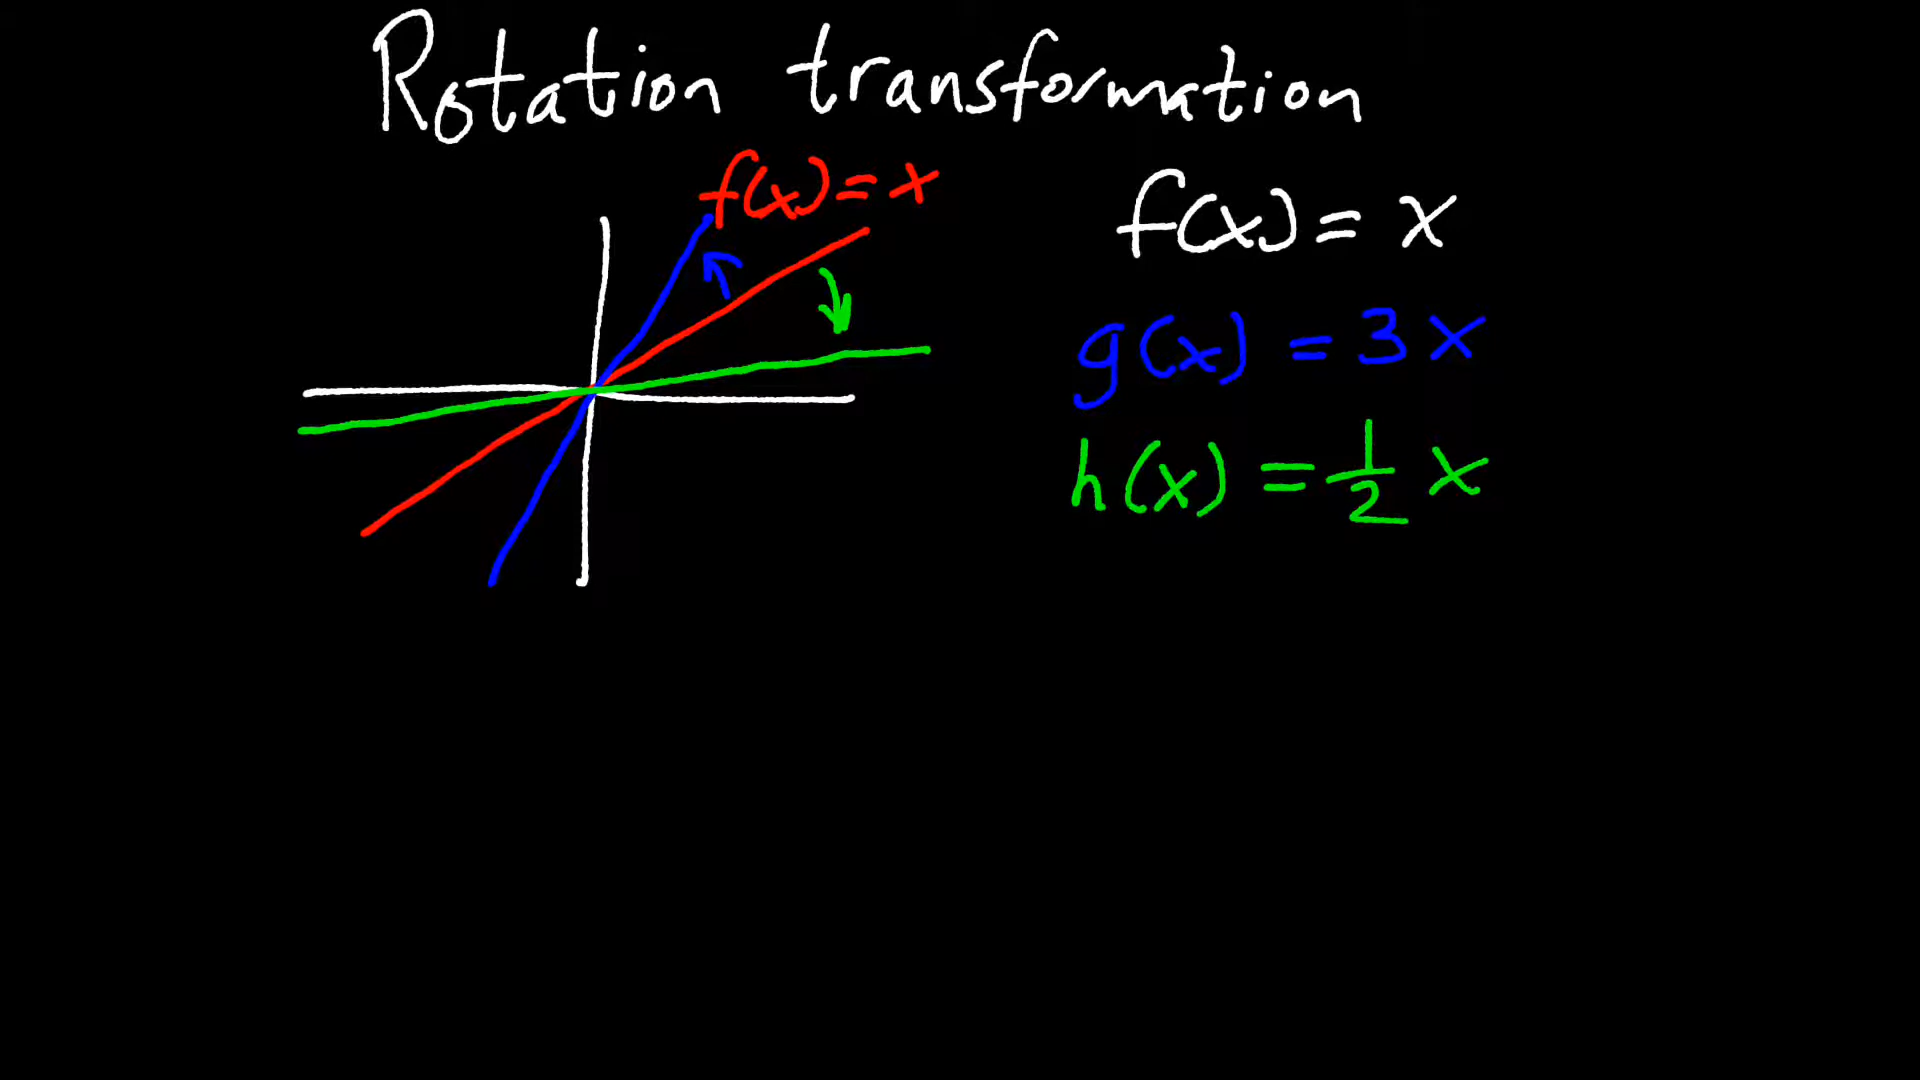 Rotation transformation
f(x) = x
f(x) = x
g(x) = 3x
h(x) = 1/2 x